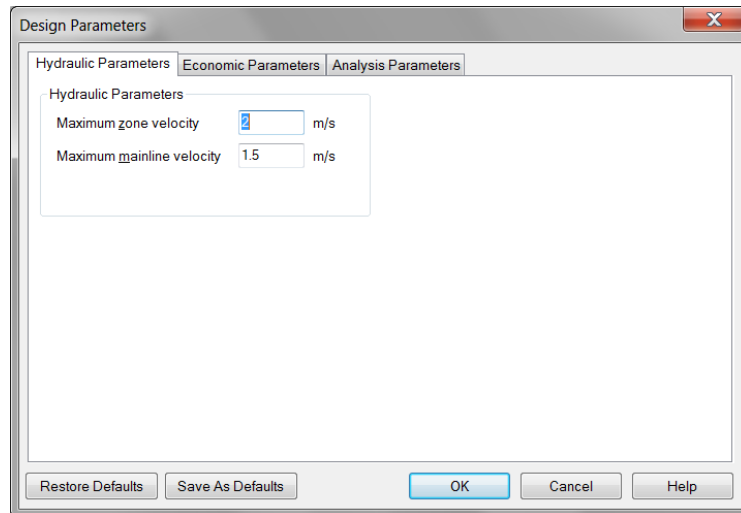 Design Parameters
Hydraulic Parameters Economic Parameters Analysis Parameters
Hydraulic Parameters
Maximum zone velocity 2 m/s
Maximum mainline velocity 1.5 m/s
Restore Defaults Save As Defaults OK Cancel Help